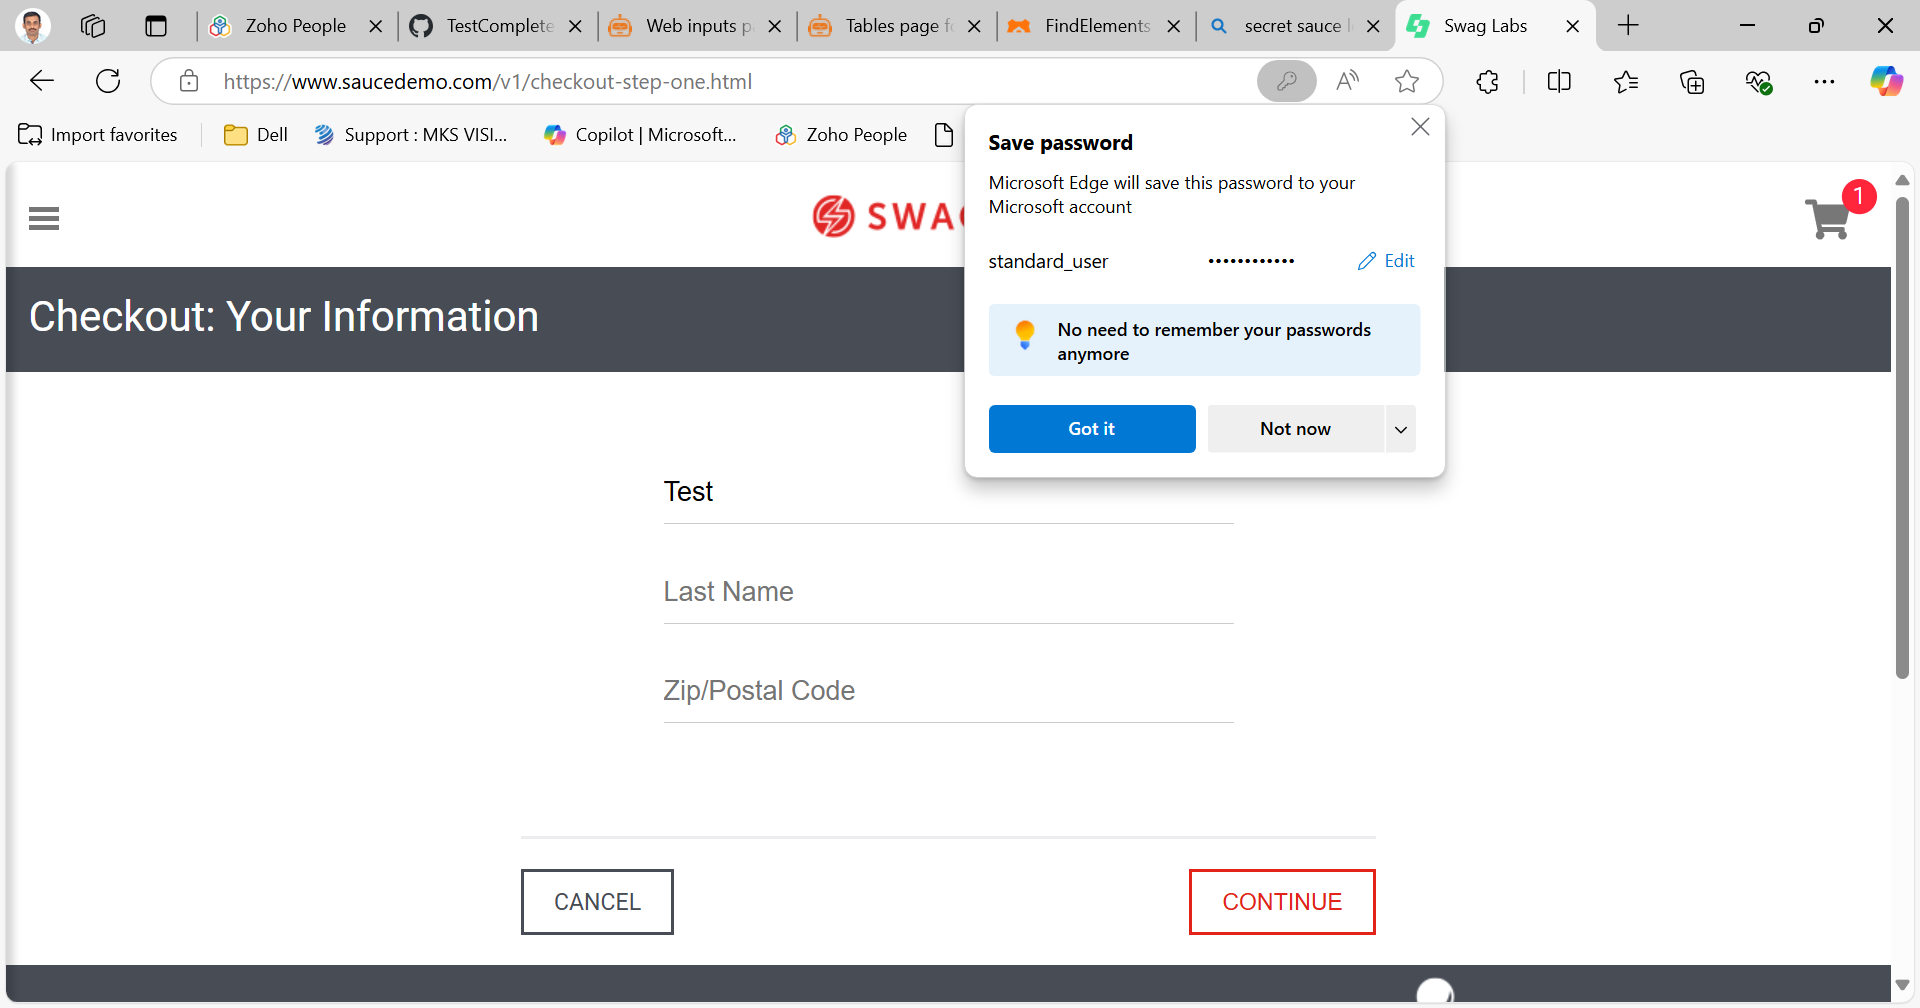 Zoho People
TestComplete
Web inputs p
Tables page fo
FindElements
secret sauce l
Swag Labs
https://www.saucedemo.com/v1/checkout-step-one.html
Import favorites
Dell
Support : MKS VISI...
Copilot | Microsoft...
Zoho People
Save password
Microsoft Edge will save this password to your
Microsoft account
standard_user
••••••••••••
Edit
No need to remember your passwords
anymore
Got it
Not now
SWAG
1
Checkout: Your Information
Test
Last Name
Zip/Postal Code
CANCEL
CONTINUE